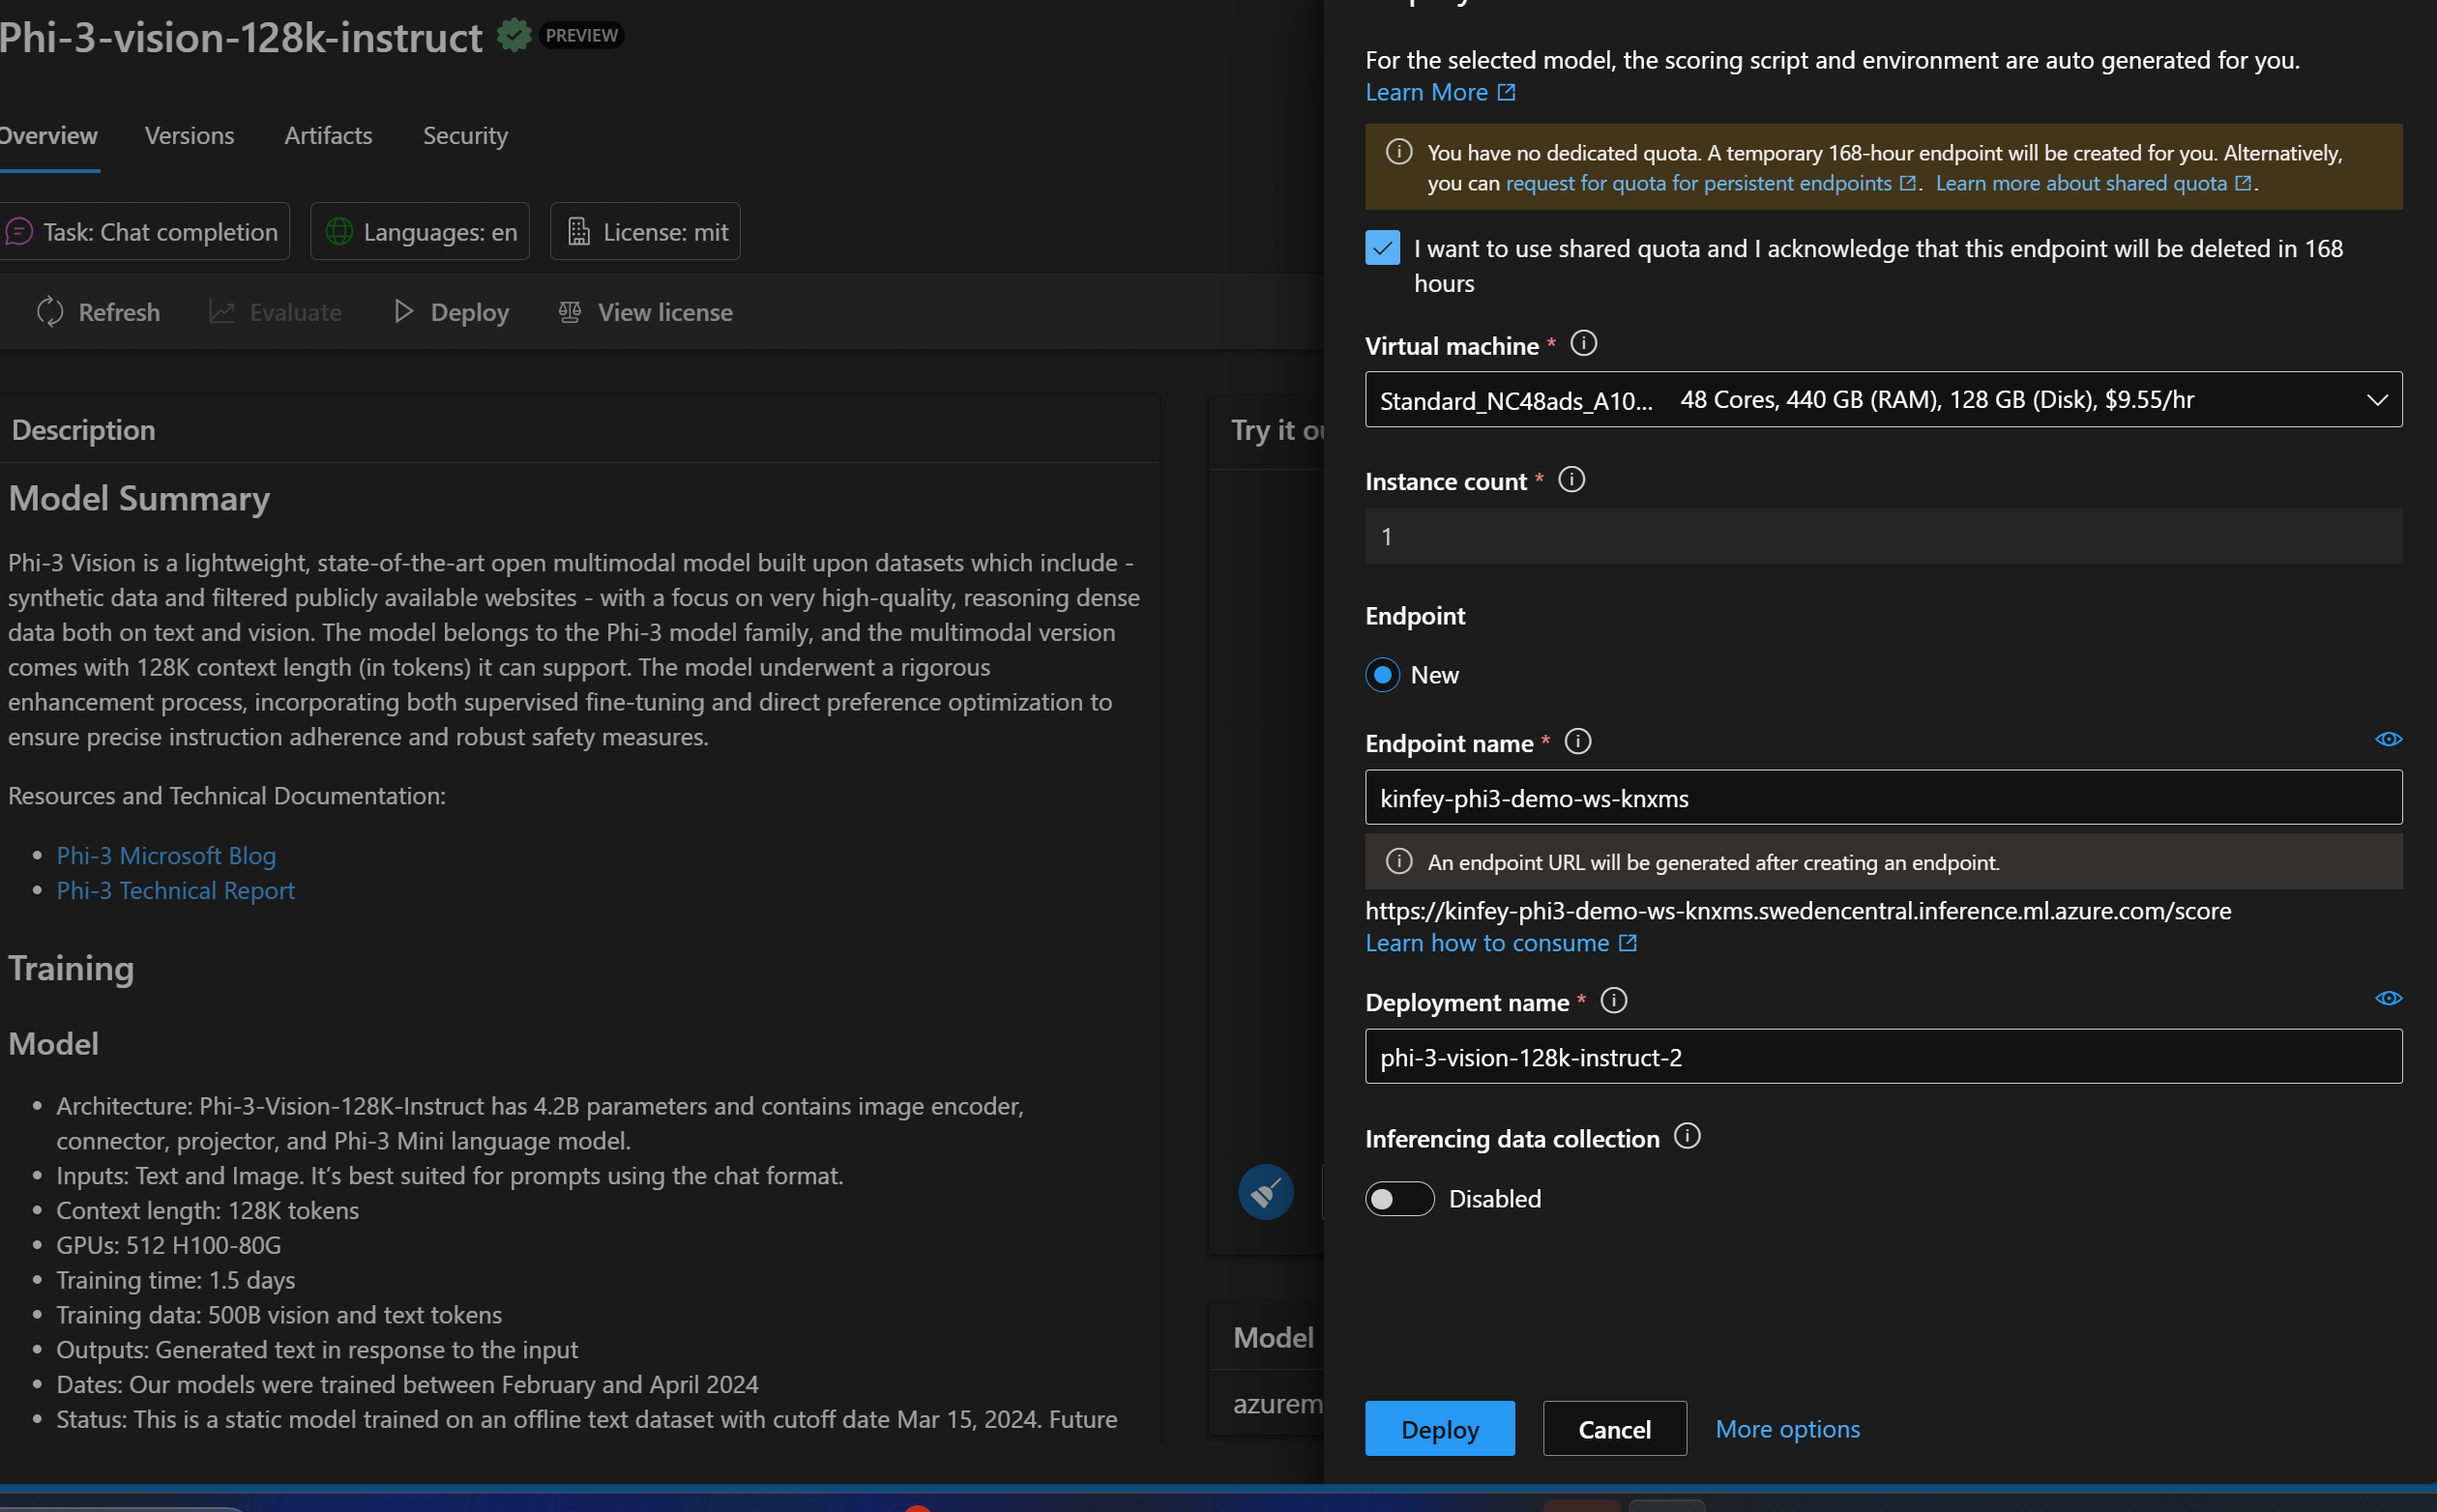 Phi-3-vision-128k-instruct PREVIEW
Overview Versions Artifacts Security
Task: Chat completion Languages: en License: mit
Refresh Evaluate Deploy View license
Description
Model Summary
Phi-3 Vision is a lightweight, state-of-the-art open multimodal model built upon datasets which include -
synthetic data and filtered publicly available websites - with a focus on very high-quality, reasoning dense
data both on text and vision. The model belongs to the Phi-3 model family, and the multimodal version
comes with 128K context length (in tokens) it can support. The model underwent a rigorous
enhancement process, incorporating both supervised fine-tuning and direct preference optimization to
ensure precise instruction adherence and robust safety measures.
Resources and Technical Documentation:
• Phi-3 Microsoft Blog
• Phi-3 Technical Report
Training
Model
• Architecture: Phi-3-Vision-128K-Instruct has 4.2B parameters and contains image encoder,
connector, projector, and Phi-3 Mini language model.
• Inputs: Text and Image. It’s best suited for prompts using the chat format.
• Context length: 128K tokens
• GPUs: 512 H100-80G
• Training time: 1.5 days
• Training data: 500B vision and text tokens
• Outputs: Generated text in response to the input
• Dates: Our models were trained between February and April 2024
• Status: This is a static model trained on an offline text dataset with cutoff date Mar 15, 2024. Future
Try it ou
Model
azurem
For the selected model, the scoring script and environment are auto generated for you.
Learn More
You have no dedicated quota. A temporary 168-hour endpoint will be created for you. Alternatively,
you can request for quota for persistent endpoints. Learn more about shared quota.
I want to use shared quota and I acknowledge that this endpoint will be deleted in 168
hours
Virtual machine *
Standard_NC48ads_A10... 48 Cores, 440 GB (RAM), 128 GB (Disk), $9.55/hr
Instance count *
1
Endpoint
New
Endpoint name *
kinfey-phi3-demo-ws-knxms
An endpoint URL will be generated after creating an endpoint.
https://kinfey-phi3-demo-ws-knxms.swedencentral.inference.ml.azure.com/score
Learn how to consume
Deployment name *
phi-3-vision-128k-instruct-2
Inferencing data collection
Disabled
Deploy Cancel More options